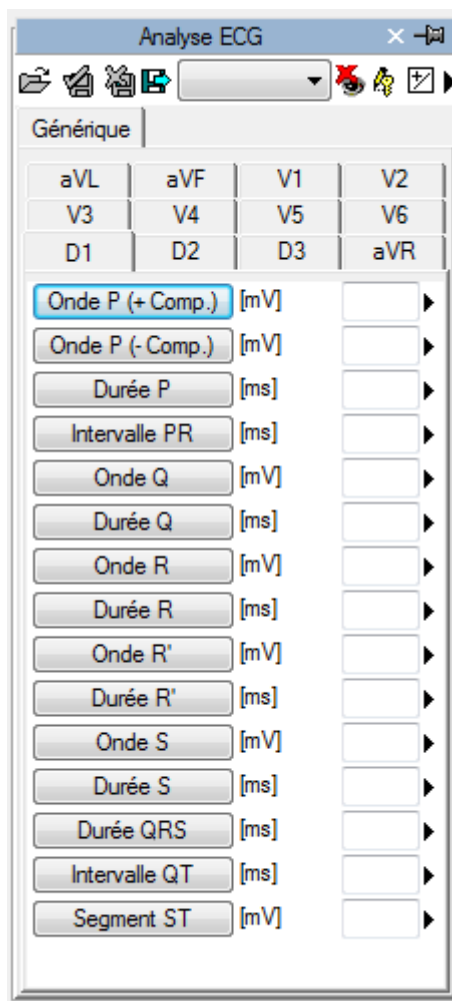 Analyse ECG
Générique
aVL aVF V1 V2
V3 V4 V5 V6
D1 D2 D3 aVR
Onde P (+ Comp.) [mV]
Onde P (- Comp.) [mV]
Durée P [ms]
Intervalle PR [ms]
Onde Q [mV]
Durée Q [ms]
Onde R [mV]
Durée R [ms]
Onde R' [mV]
Durée R' [ms]
Onde S [mV]
Durée S [ms]
Durée QRS [ms]
Intervalle QT [ms]
Segment ST [mV]